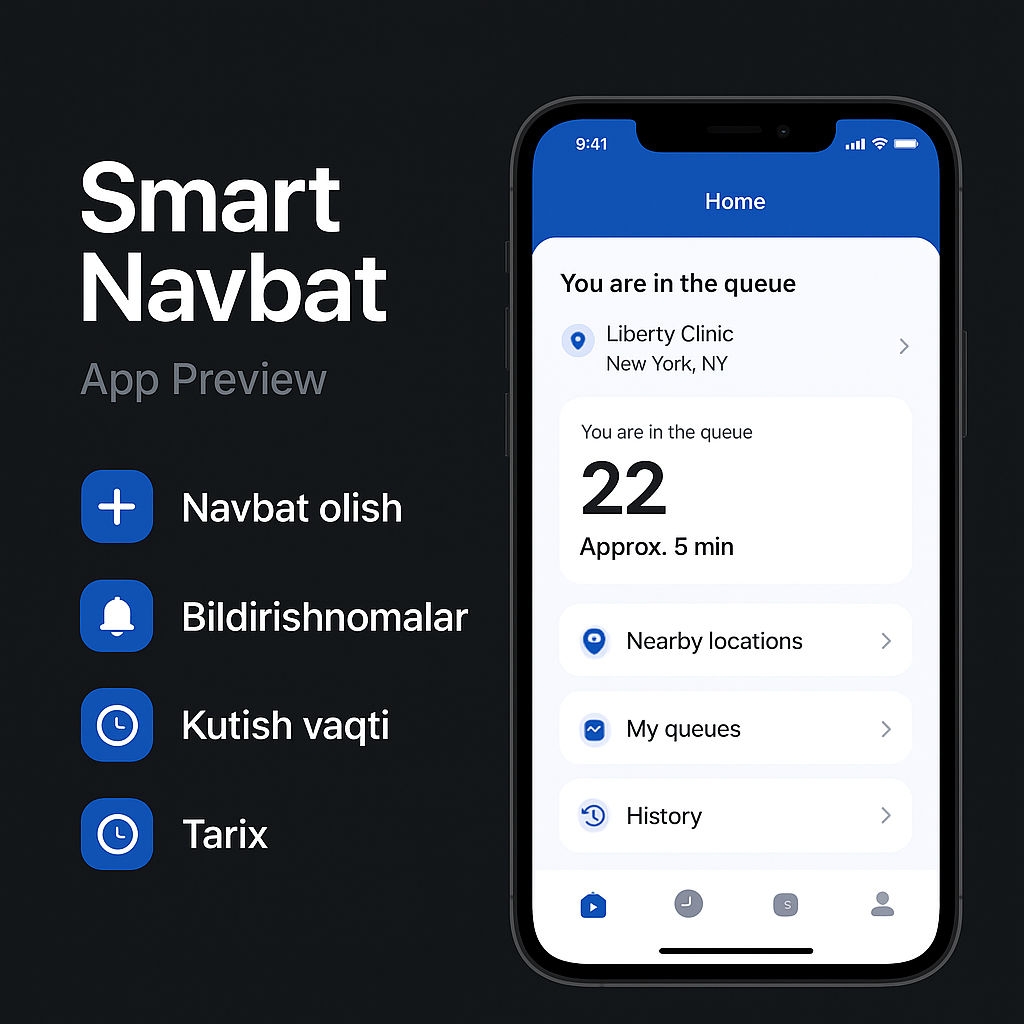 Smart
Navbat
App Preview
Navbat olish
Bildirishnomalar
Kutish vaqti
Tarix
9:41
Home
You are in the queue
Liberty Clinic
New York, NY
You are in the queue
22
Approx. 5 min
Nearby locations
My queues
History
S